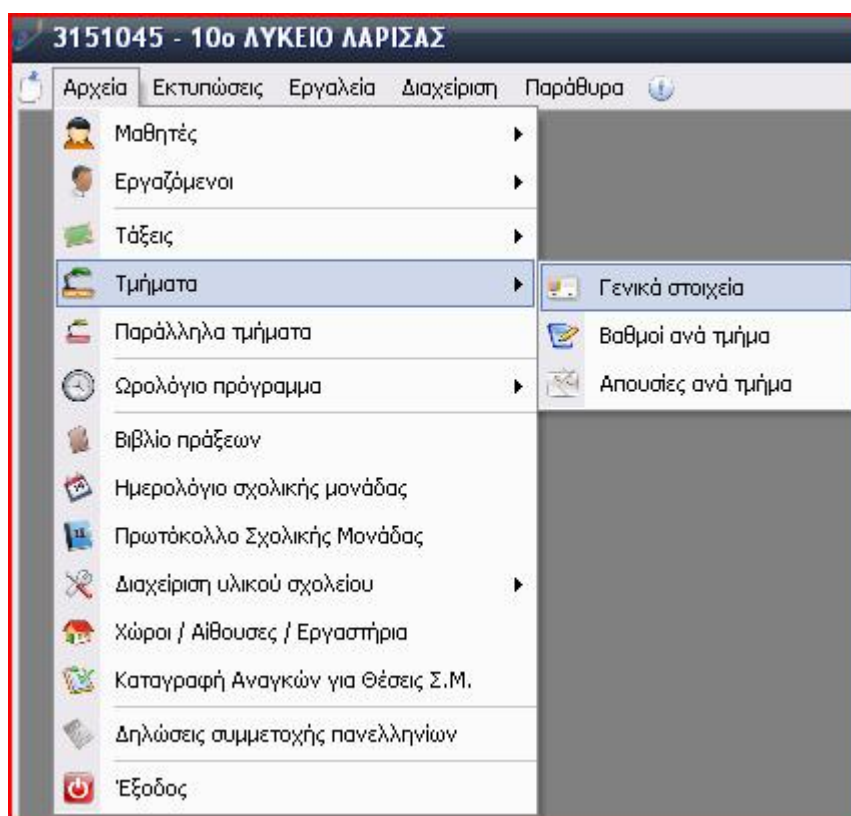 3151045 - 10ο ΛΥΚΕΙΟ ΛΑΡΙΣΑΣ
Αρχεία Εκτυπώσεις Εργαλεία Διαχείριση Παράθυρα
Μαθητές
Εργαζόμενοι
Τάξεις
Τμήματα
Γενικά στοιχεία
Παράλληλα τμήματα
Βαθμοί ανά τμήμα
Ωρολόγιο πρόγραμμα
Απουσίες ανά τμήμα
Βιβλίο πράξεων
Ημερολόγιο σχολικής μονάδας
Πρωτόκολλο Σχολικής Μονάδας
Διαχείριση υλικού σχολείου
Χώροι / Αίθουσες / Εργαστήρια
Καταγραφή Αναγκών για Θέσεις Σ.Μ.
Δηλώσεις συμμετοχής πανελληνίων
Έξοδος